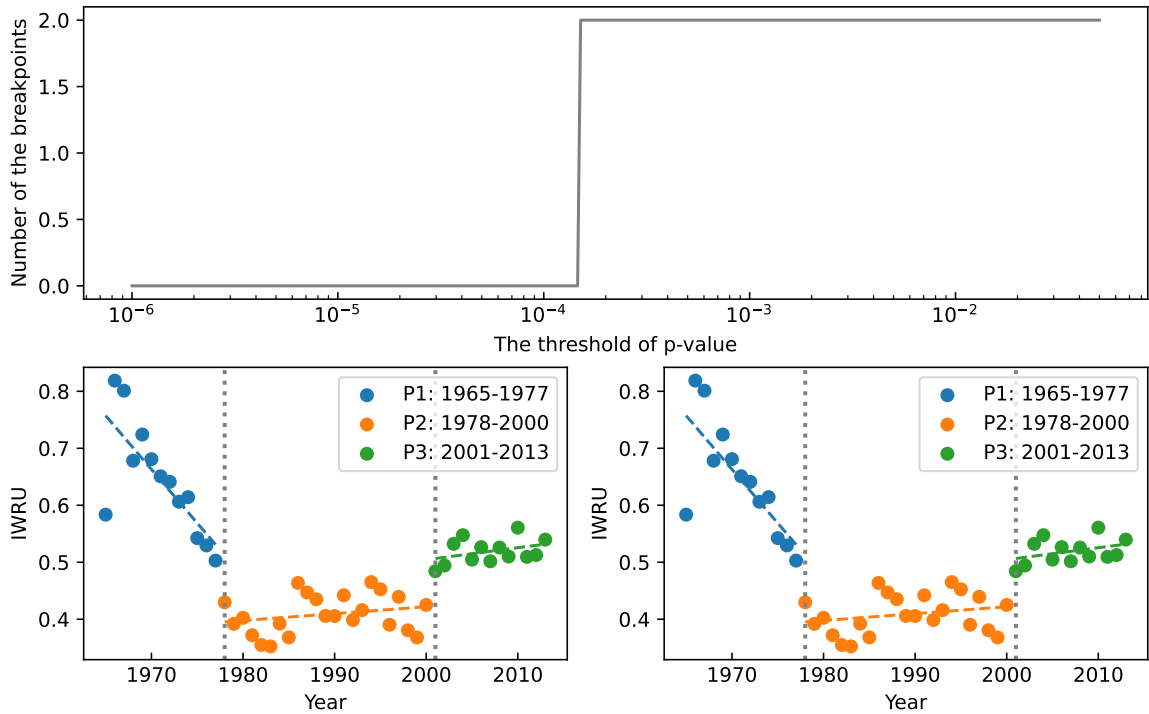 Number of the breakpoints
2.0
1.5
1.0
0.5
0.0
10⁻⁶ 10⁻⁵ 10⁻⁴ 10⁻³ 10⁻²
The threshold of p-value
IWRU
0.8
0.7
0.6
0.5
0.4
P1: 1965-1977
P2: 1978-2000
P3: 2001-2013
1970 1980 1990 2000 2010
Year
IWRU
0.8
0.7
0.6
0.5
0.4
P1: 1965-1977
P2: 1978-2000
P3: 2001-2013
1970 1980 1990 2000 2010
Year